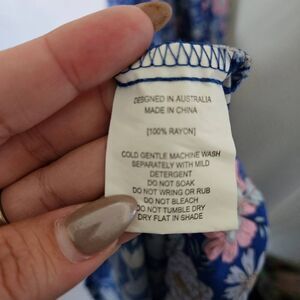 DESIGNED IN AUSTRALIA
MADE IN CHINA
[100% RAYON]
COLD GENTLE MACHINE WASH
SEPARATELY WITH MILD
DETERGENT
DO NOT SOAK
DO NOT WRING OR RUB
DO NOT BLEACH
DO NOT TUMBLE DRY
DRY FLAT IN SHADE